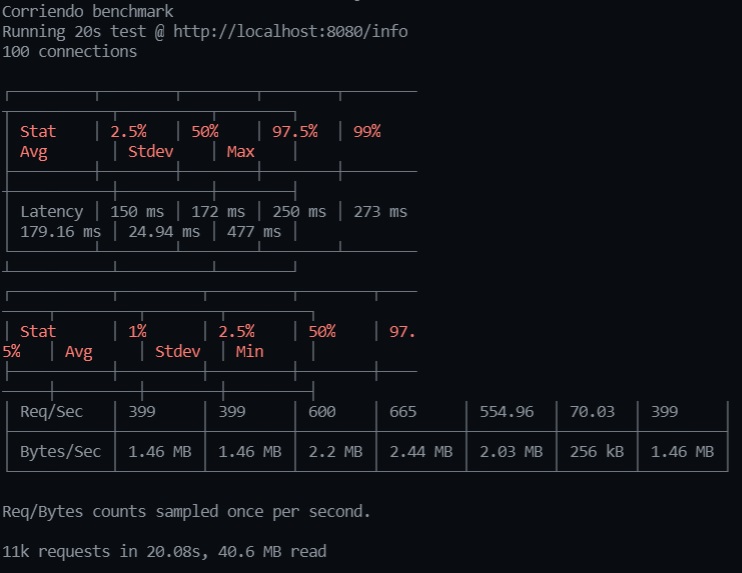 Corriendo benchmark
Running 20s test @ http://localhost:8080/info
100 connections
Stat 2.5% 50% 97.5% 99%
Avg Stdev Max
Latency 150 ms 172 ms 250 ms 273 ms
179.16 ms 24.94 ms 477 ms
Stat 1% 2.5% 50% 97.
5% Avg Stdev Min
Req/Sec 399 399 600 665 554.96 70.03 399
Bytes/Sec 1.46 MB 1.46 MB 2.2 MB 2.44 MB 2.03 MB 256 kB 1.46 MB
Req/Bytes counts sampled once per second.
11k requests in 20.08s, 40.6 MB read